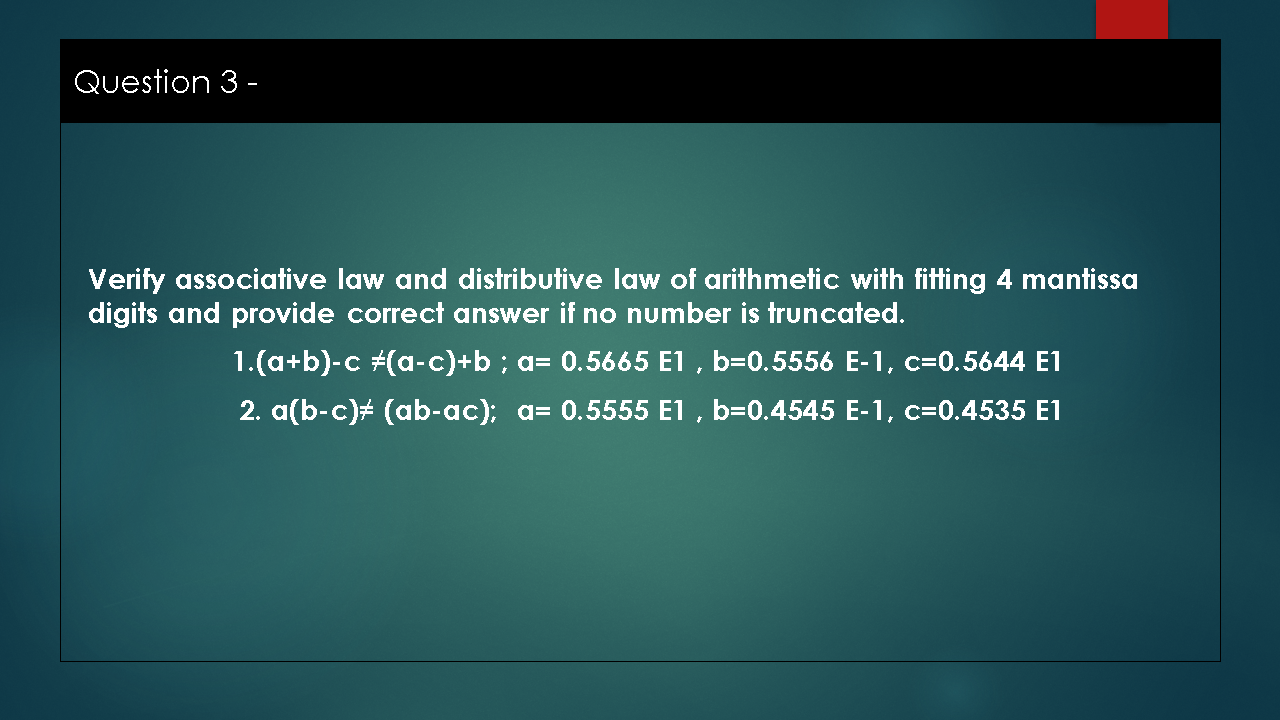 Question 3 -
Verify associative law and distributive law of arithmetic with fitting 4 mantissa
digits and provide correct answer if no number is truncated.
1.(a+b)-c ≠(a-c)+b ; a= 0.5665 E1 , b=0.5556 E-1, c=0.5644 E1
2. a(b-c)≠ (ab-ac); a= 0.5555 E1 , b=0.4545 E-1, c=0.4535 E1